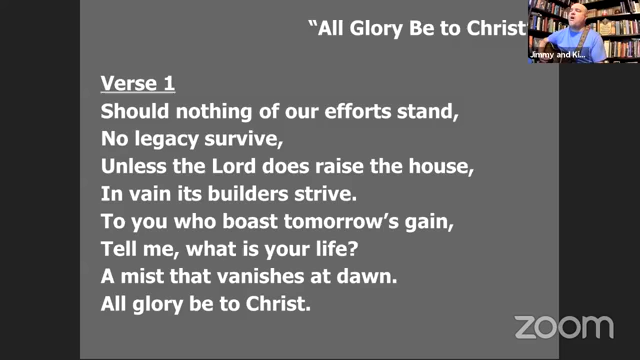 “All Glory Be to Christ
Jimmy and Ki...
Verse 1
Should nothing of our efforts stand,
No legacy survive,
Unless the Lord does raise the house,
In vain its builders strive.
To you who boast tomorrow’s gain,
Tell me, what is your life?
A mist that vanishes at dawn.
All glory be to Christ.
zoom